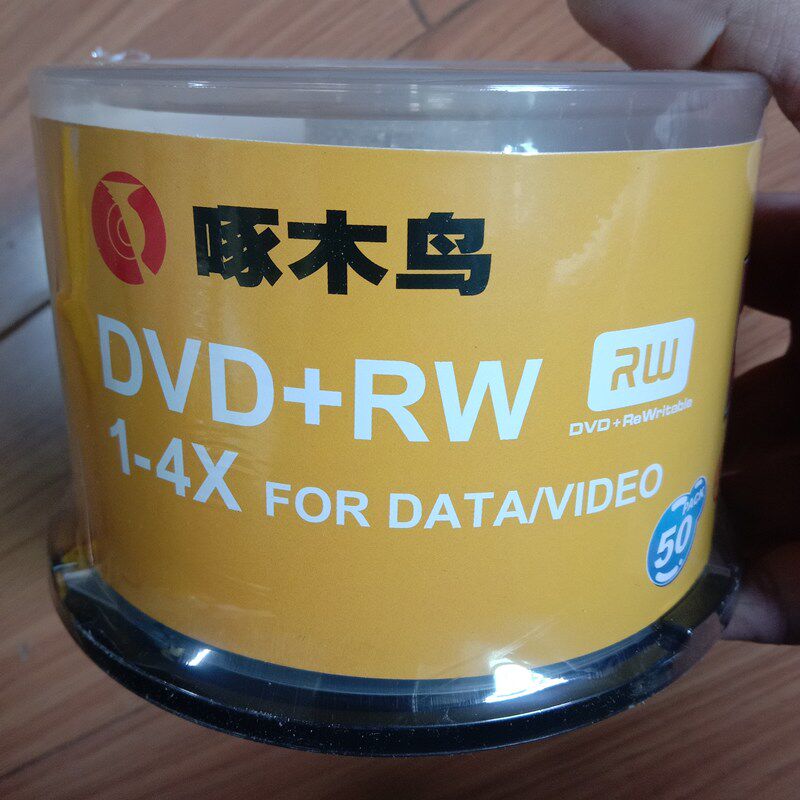 啄木鸟
DVD+RW
RW
DVD+ReWritable
1-4X FOR DATA/VIDEO
50 PACK